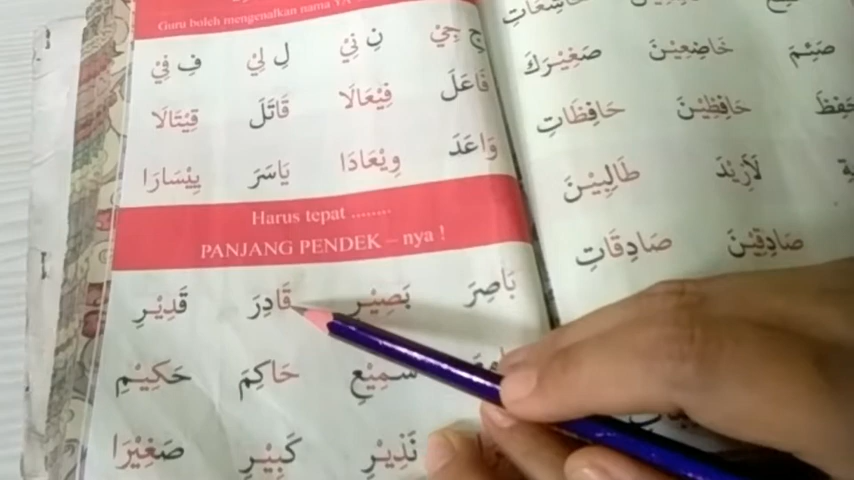 Guru boleh mengenalkan nama YA
جِ جِيْ نِ نِيْ لِ لِيْ فِ فِيْ
فَاعَلَ فِيْعَالَا قَاتَلَ قِيْتَالَا
وَاعَدَ وِيْعَادَا يَاسَرَ يِيْسَارَا
Harus tepat ........
PANJANG PENDEK – nya !
بَاصِرَ بَصِيْرِ قَادِرَ قَدِيْرِ
سَمِيْعِ حَاكِمَ حَكِيْمِ
نَذِيْرِ كَبِيْرِ صَغِيْرَا
خَاضِعِيْنَ صَغِيْرَكَ
حَافِظِيْنَ حَافِظَاتِ
طَالِبِيْنَ
صَادِقِيْنَ صَادِقَاتِ